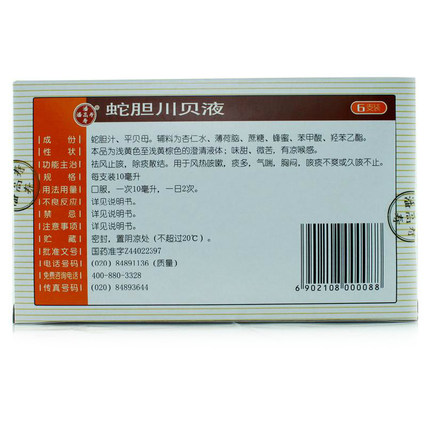 潘高寿
蛇胆川贝液
6支装
成份 蛇胆汁、平贝母。辅料为杏仁水、薄荷脑、蔗糖、蜂蜜、苯甲酸、羟苯乙酯。
性状 本品为浅黄色至浅黄棕色的澄清液体；味甜、微苦，有凉喉感。
功能主治 祛风止咳，除痰散结。用于风热咳嗽，痰多，气喘，胸闷，咳痰不爽或久咳不止。
规格 每支装10毫升
用法用量 口服，一次10毫升，一日2次。
不良反应 详见说明书。
禁忌 详见说明书。
注意事项 详见说明书。
贮藏 密封，置阴凉处（不超过20℃）。
批准文号 国药准字Z44022597
电话号码 (020) 84891136 (质量)
免费咨询电话 400-880-3328
传真号码 (020) 84893644
6 902108 000088